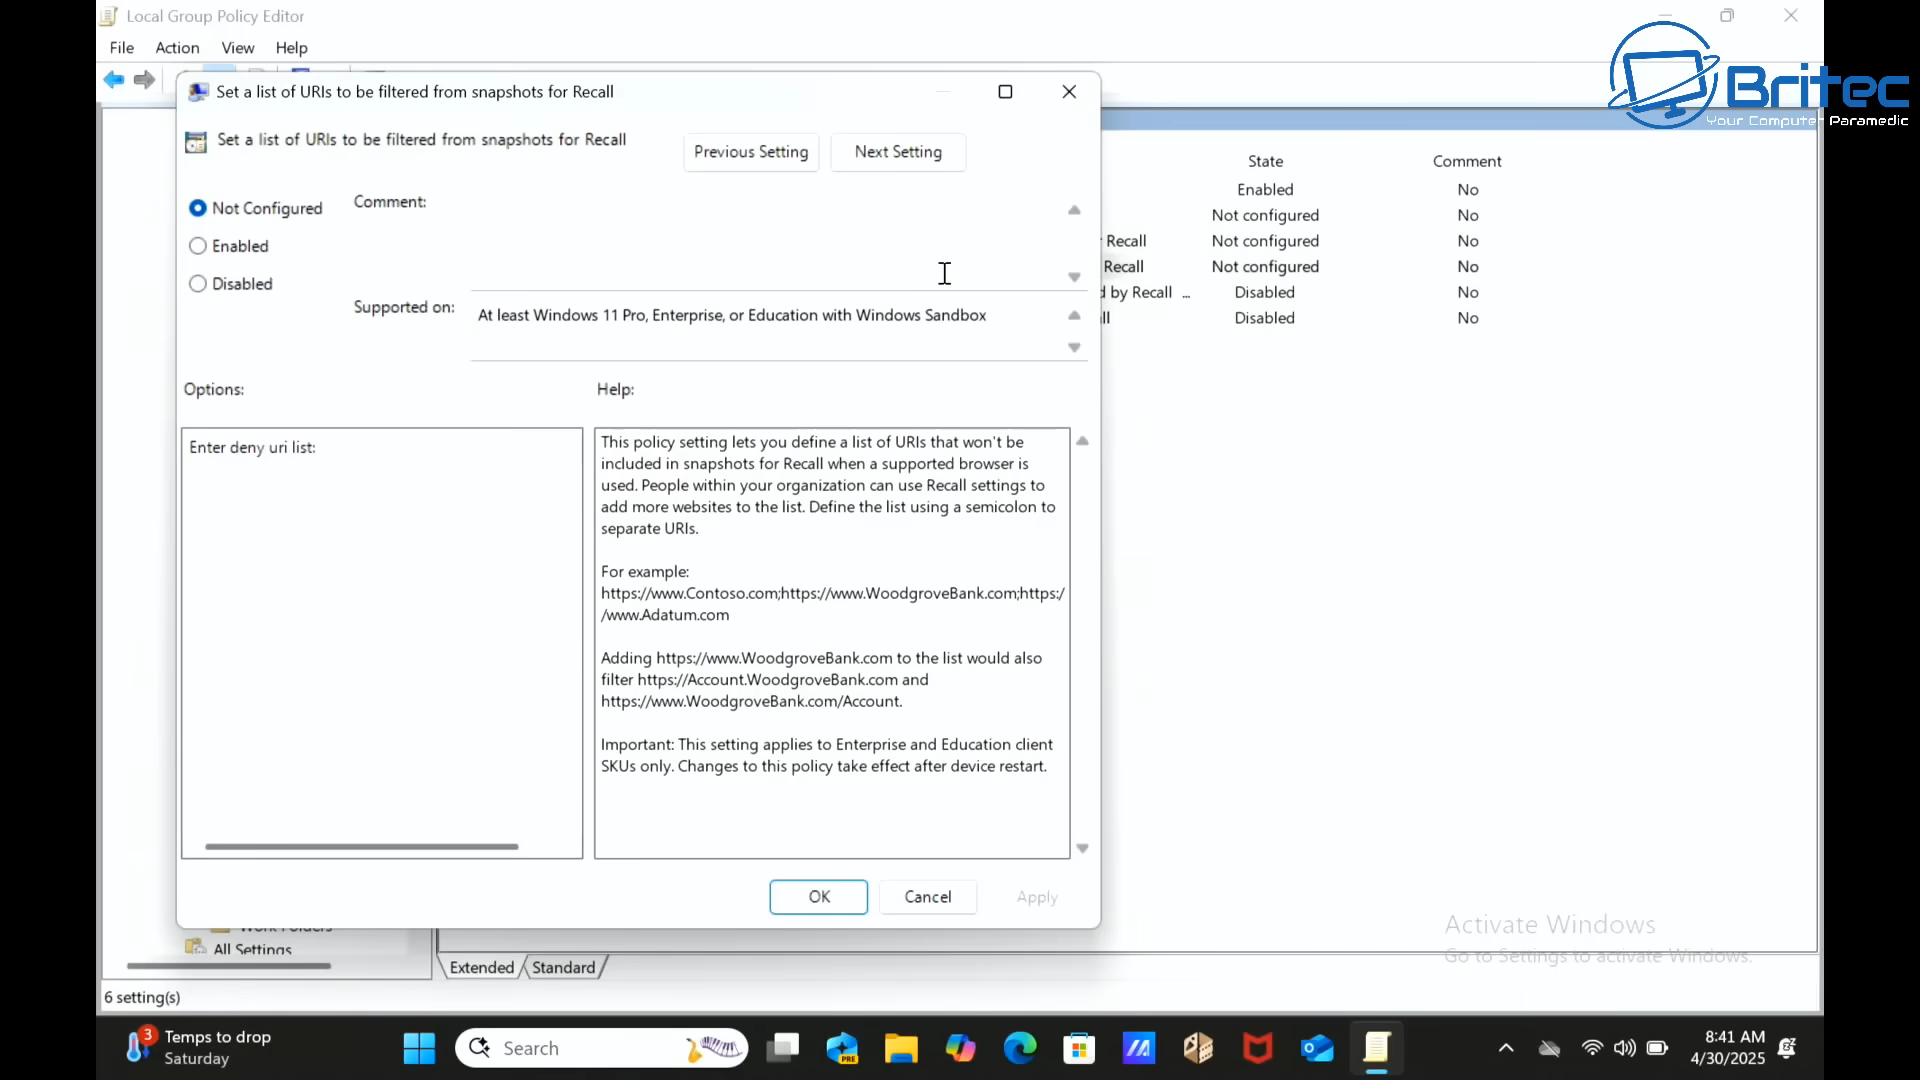 Local Group Policy Editor
File Action View Help
Britec
Your Computer Paramedic
Set a list of URIs to be filtered from snapshots for Recall
Set a list of URIs to be filtered from snapshots for Recall
Previous Setting Next Setting
Not Configured
Comment:
Enabled
Disabled
Supported on:
At least Windows 11 Pro, Enterprise, or Education with Windows Sandbox
Options:
Help:
Enter deny uri list:
This policy setting lets you define a list of URIs that won't be
included in snapshots for Recall when a supported browser is
used. People within your organization can use Recall settings to
add more websites to the list. Define the list using a semicolon to
separate URIs.
For example:
https://www.Contoso.com;https://www.WoodgroveBank.com;https:/
/www.Adatum.com
Adding https://www.WoodgroveBank.com to the list would also
filter https://Account.WoodgroveBank.com and
https://www.WoodgroveBank.com/Account.
Important: This setting applies to Enterprise and Education client
SKUs only. Changes to this policy take effect after device restart.
OK Cancel Apply
State Comment
Enabled No
Not configured No
Recall Not configured No
Recall Not configured No
by Recall ... Disabled No
Disabled No
Work Folders
All Settings
Extended Standard
6 setting(s)
Activate Windows
Go to Settings to activate Windows.
3
Temps to drop
Saturday
Search
PRE
8:41 AM
4/30/2025